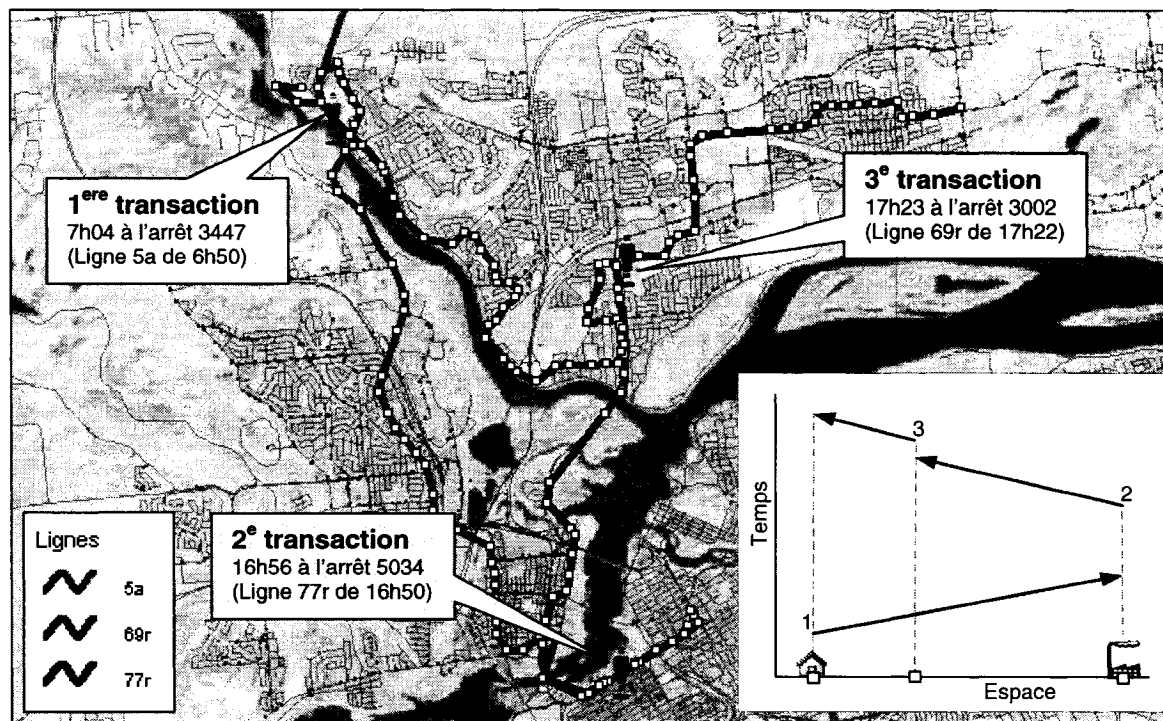 1ere transaction
7h04 à l'arrêt 3447
(Ligne 5a de 6h50)
3e transaction
17h23 à l'arrêt 3002
(Ligne 69r de 17h22)
2e transaction
16h56 à l'arrêt 5034
(Ligne 77r de 16h50)
Lignes
5a
69r
77r
Temps
3
2
1
Espace